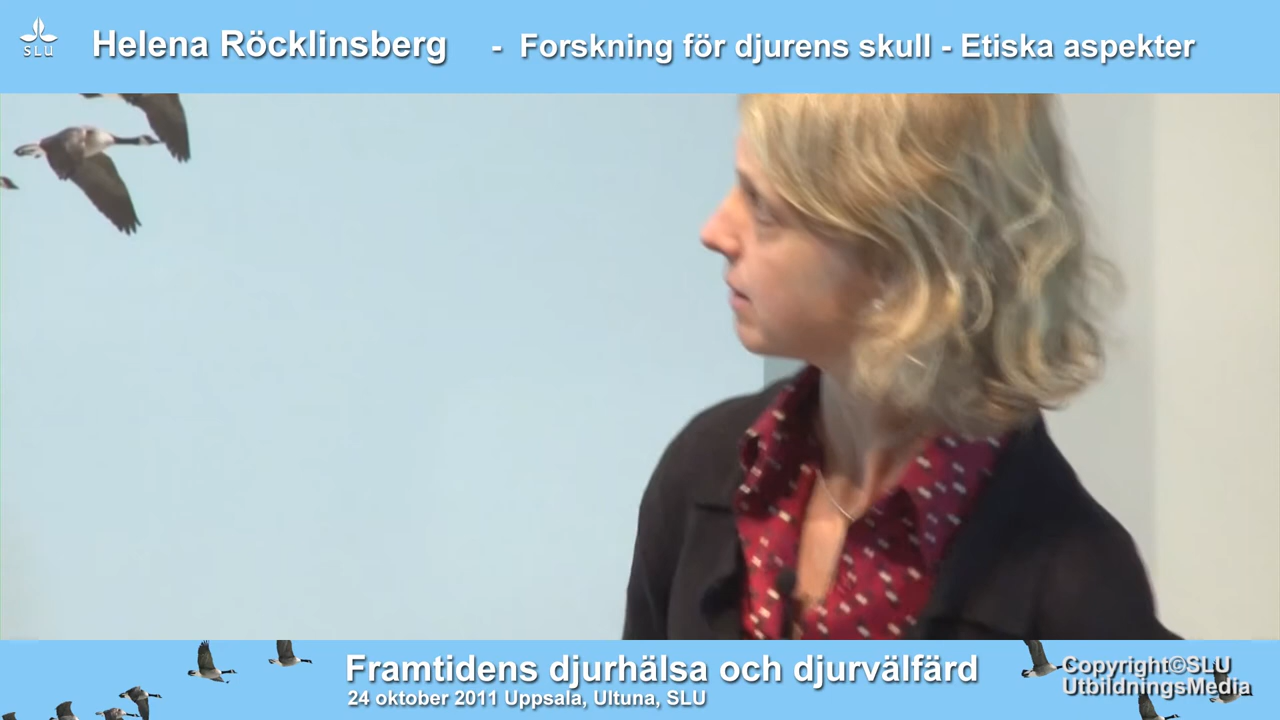 SLU
Helena Röcklinsberg - Forskning för djurens skull - Etiska aspekter
Framtidens djurhälsa och djurvälfärd
24 oktober 2011 Uppsala, Ultuna, SLU
Copyright©SLU
UtbildningsMedia